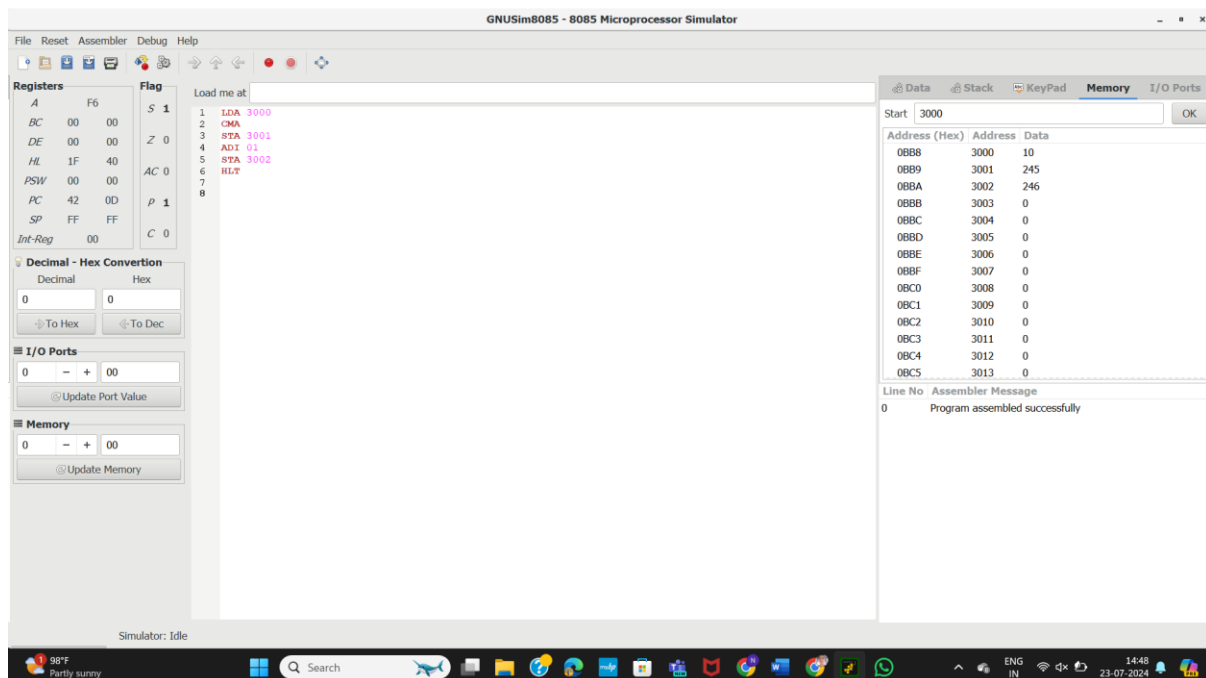 GNUSim8085 - 8085 Microprocessor Simulator
File Reset Assembler Debug Help
Registers
A F6
BC 00 00
DE 00 00
HL 1F 40
PSW 00 00
PC 42 0D
SP FF FF
Int-Reg 00
Flag
S 1
Z 0
AC 0
P 1
C 0
Decimal - Hex Convertion
Decimal Hex
0 0
To Hex To Dec
I/O Ports
0 − + 00
Update Port Value
Memory
0 − + 00
Update Memory
Load me at
1 LDA 3000
2 CMA
3 STA 3001
4 ADI 01
5 STA 3002
6 HLT
7
8
Data Stack KeyPad Memory I/O Ports
Start 3000 OK
Address (Hex) Address Data
0BB8 3000 10
0BB9 3001 245
0BBA 3002 246
0BBB 3003 0
0BBC 3004 0
0BBD 3005 0
0BBE 3006 0
0BBF 3007 0
0BC0 3008 0
0BC1 3009 0
0BC2 3010 0
0BC3 3011 0
0BC4 3012 0
0BC5 3013 0
Line No Assembler Message
0 Program assembled successfully
Simulator: Idle
1 98°F
Partly sunny
Search
ENG
IN
14:48
23-07-2024